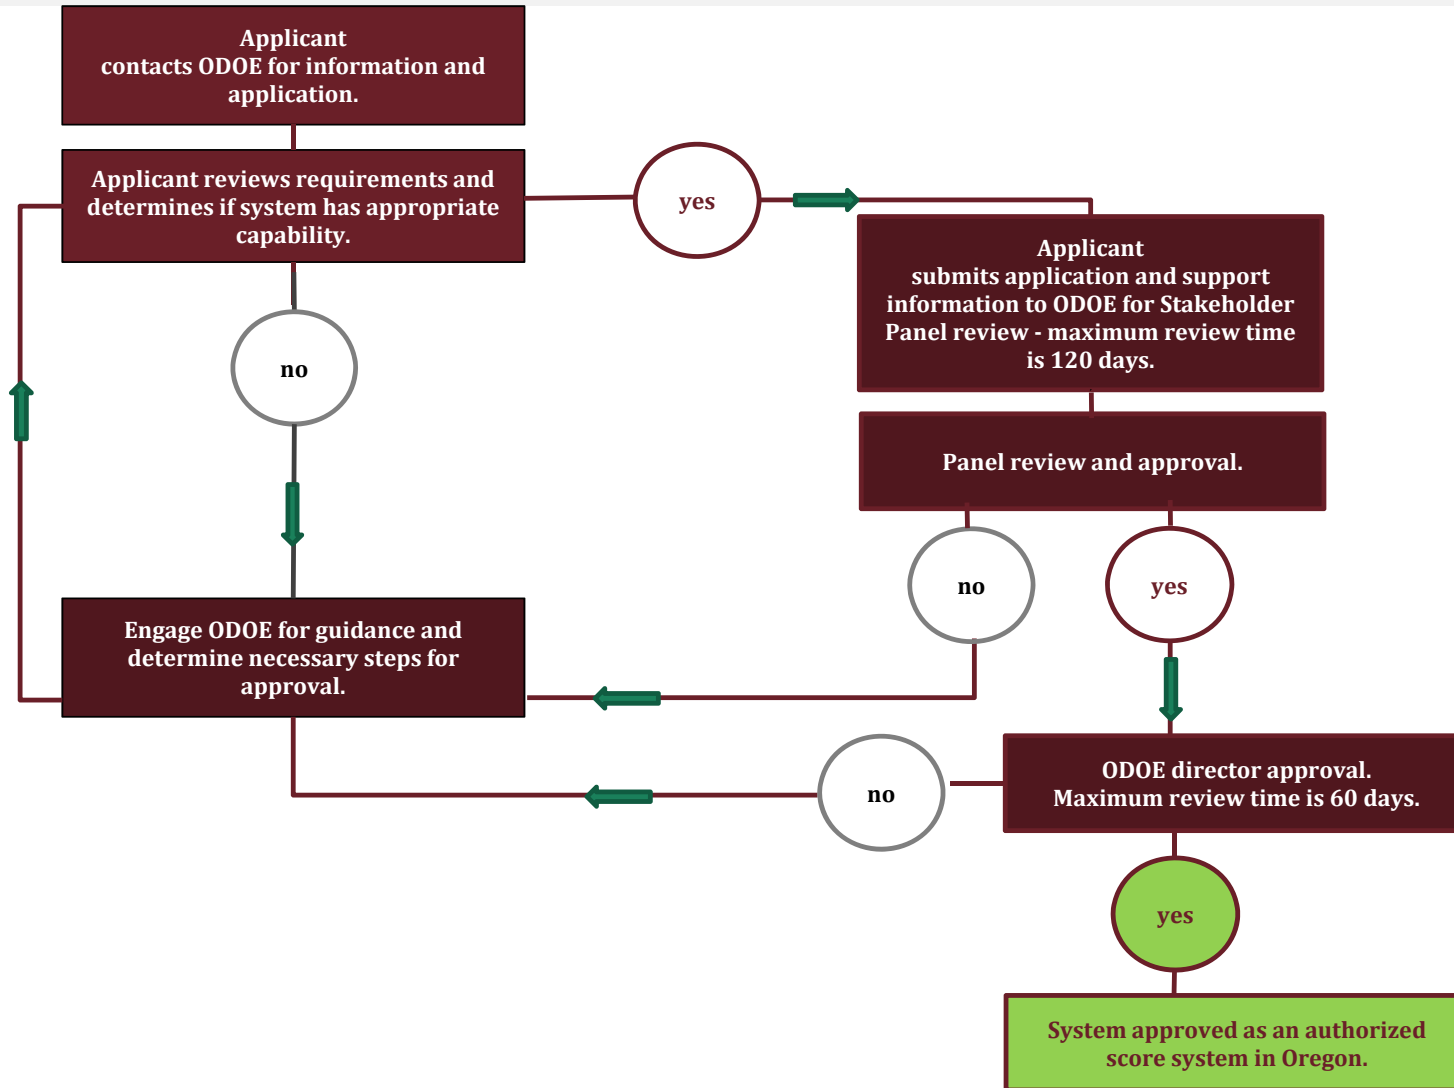 Applicant
contacts ODOE for information and
application.
Applicant reviews requirements and
determines if system has appropriate
capability.
yes
Applicant
submits application and support
information to ODOE for Stakeholder
Panel review - maximum review time
is 120 days.
no
Panel review and approval.
no
yes
Engage ODOE for guidance and
determine necessary steps for
approval.
no
ODOE director approval.
Maximum review time is 60 days.
yes
System approved as an authorized
score system in Oregon.